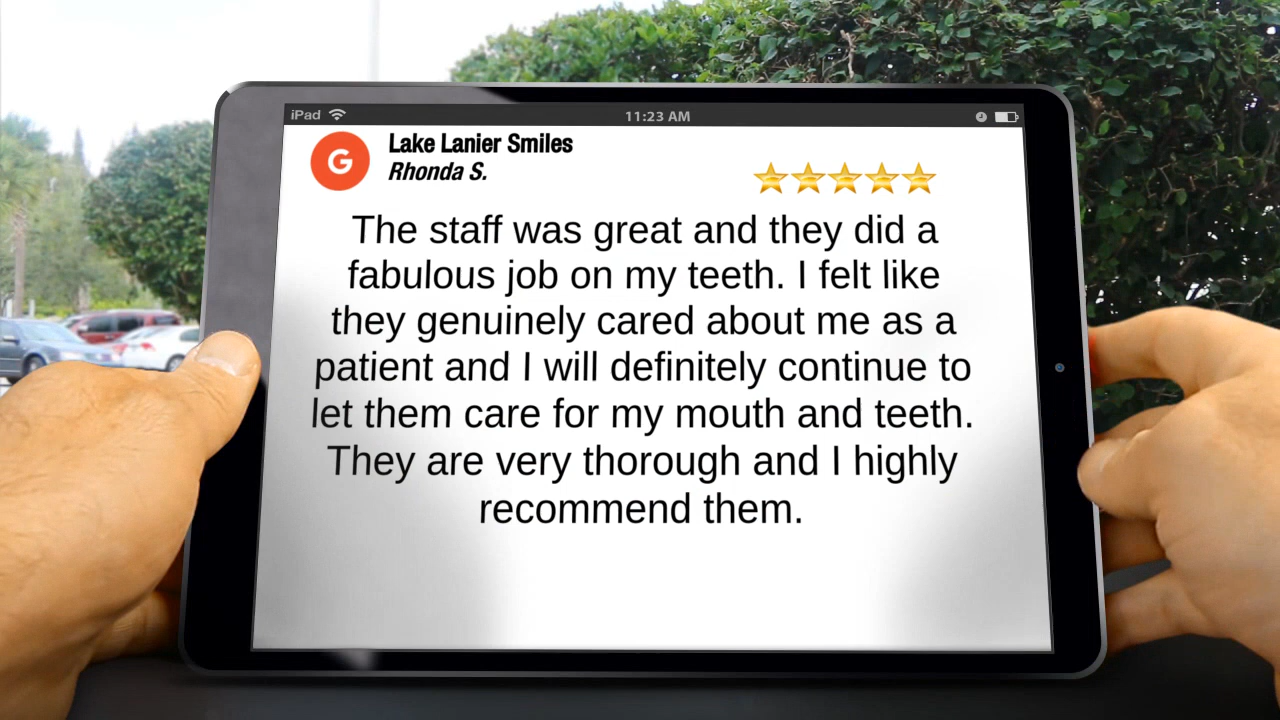 iPad 11:23 AM
G
Lake Lanier Smiles
Rhonda S.
The staff was great and they did a
fabulous job on my teeth. I felt like
they genuinely cared about me as a
patient and I will definitely continue to
let them care for my mouth and teeth.
They are very thorough and I highly
recommend them.